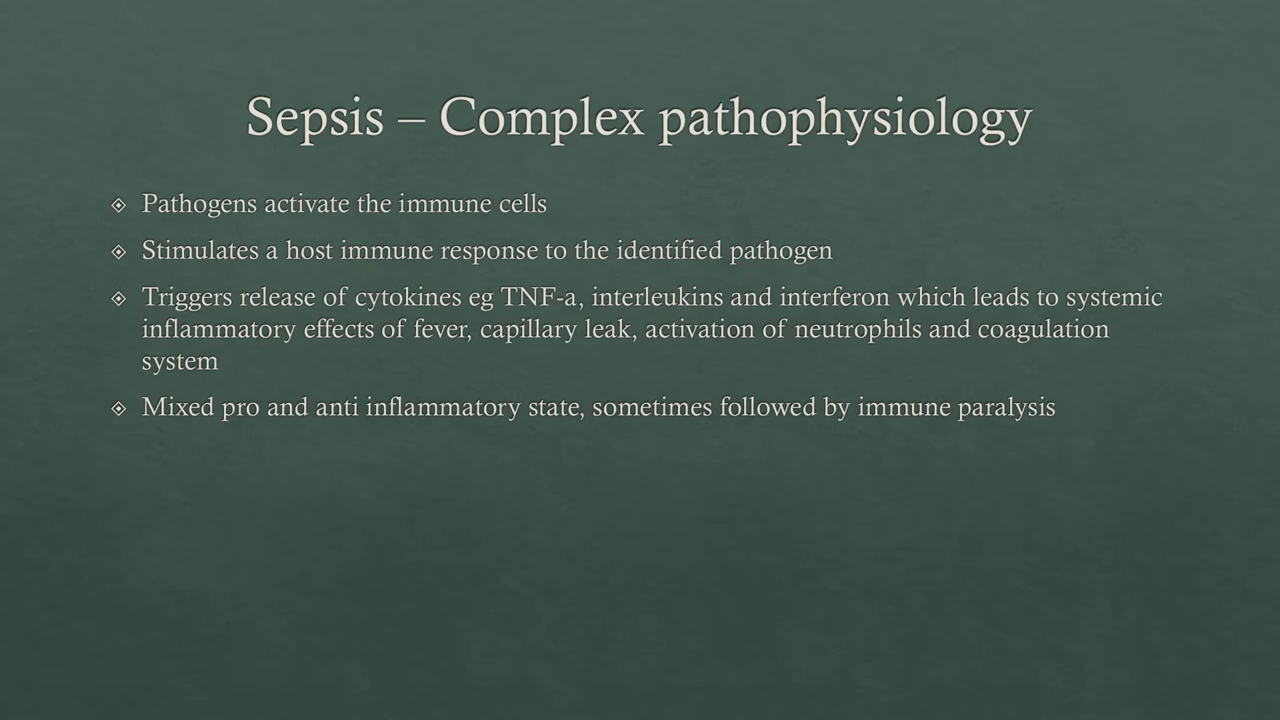 Sepsis – Complex pathophysiology
Pathogens activate the immune cells
Stimulates a host immune response to the identified pathogen
Triggers release of cytokines eg TNF-a, interleukins and interferon which leads to systemic
inflammatory effects of fever, capillary leak, activation of neutrophils and coagulation
system
Mixed pro and anti inflammatory state, sometimes followed by immune paralysis